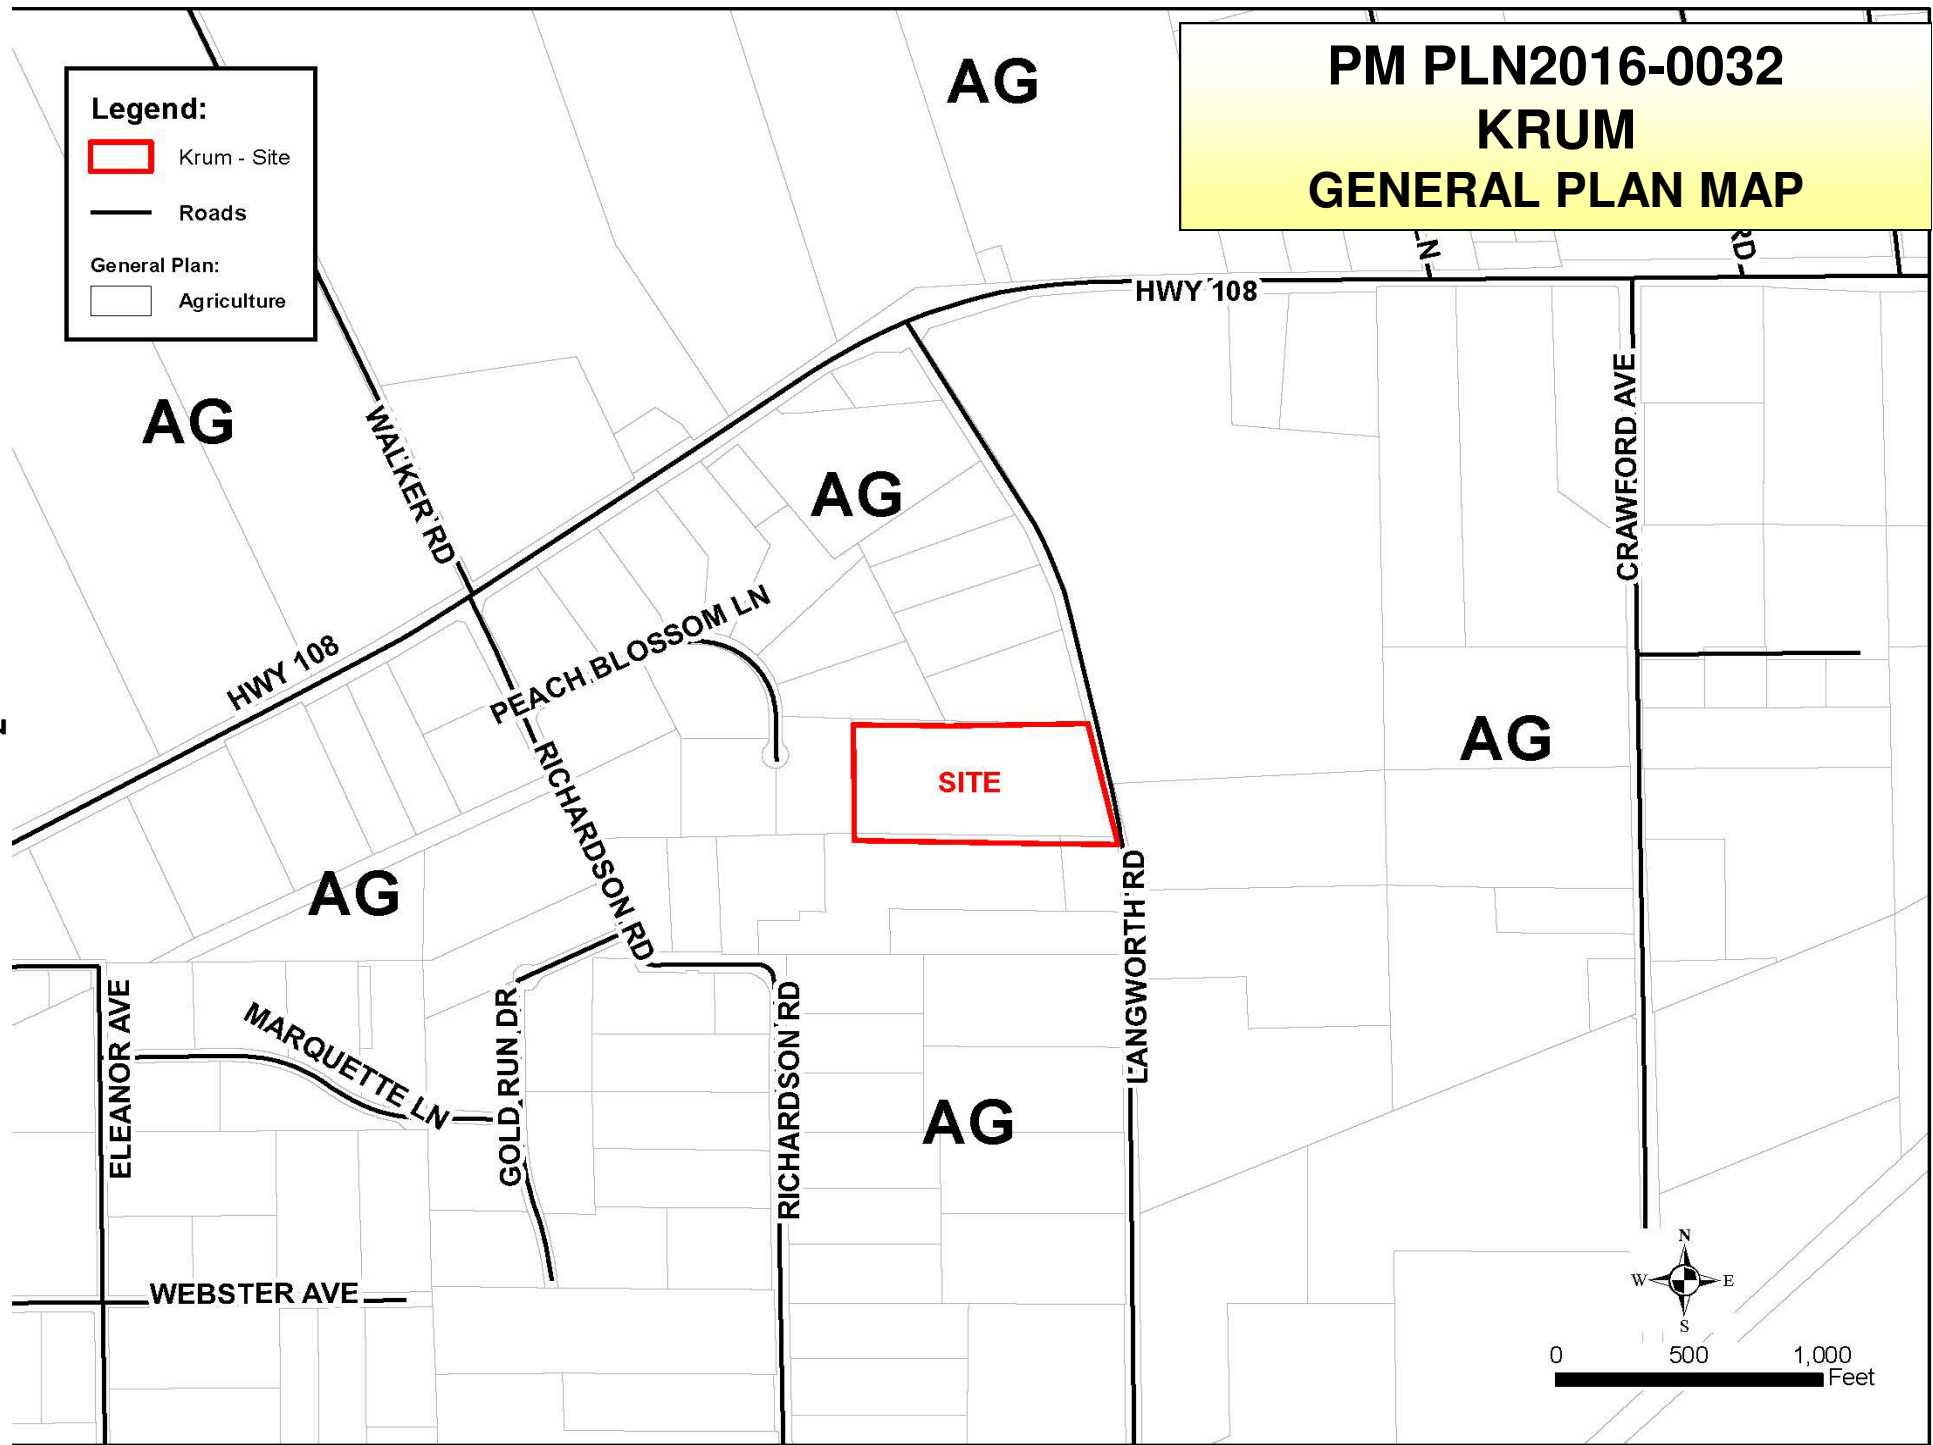 PM PLN2016-0032
KRUM
GENERAL PLAN MAP
Legend:
Krum - Site
Roads
General Plan:
Agriculture
AG
LN
RD
HWY 108
AG
WALKER RD
AG
CRAWFORD AVE
PEACH BLOSSOM LN
HWY 108
AG
SITE
RICHARDSON RD
AG
LANGWORTH RD
ELEANOR AVE
MARQUETTE LN
GOLD RUN DR
RICHARDSON RD
AG
WEBSTER AVE
N
W E
S
0 500 1,000
Feet